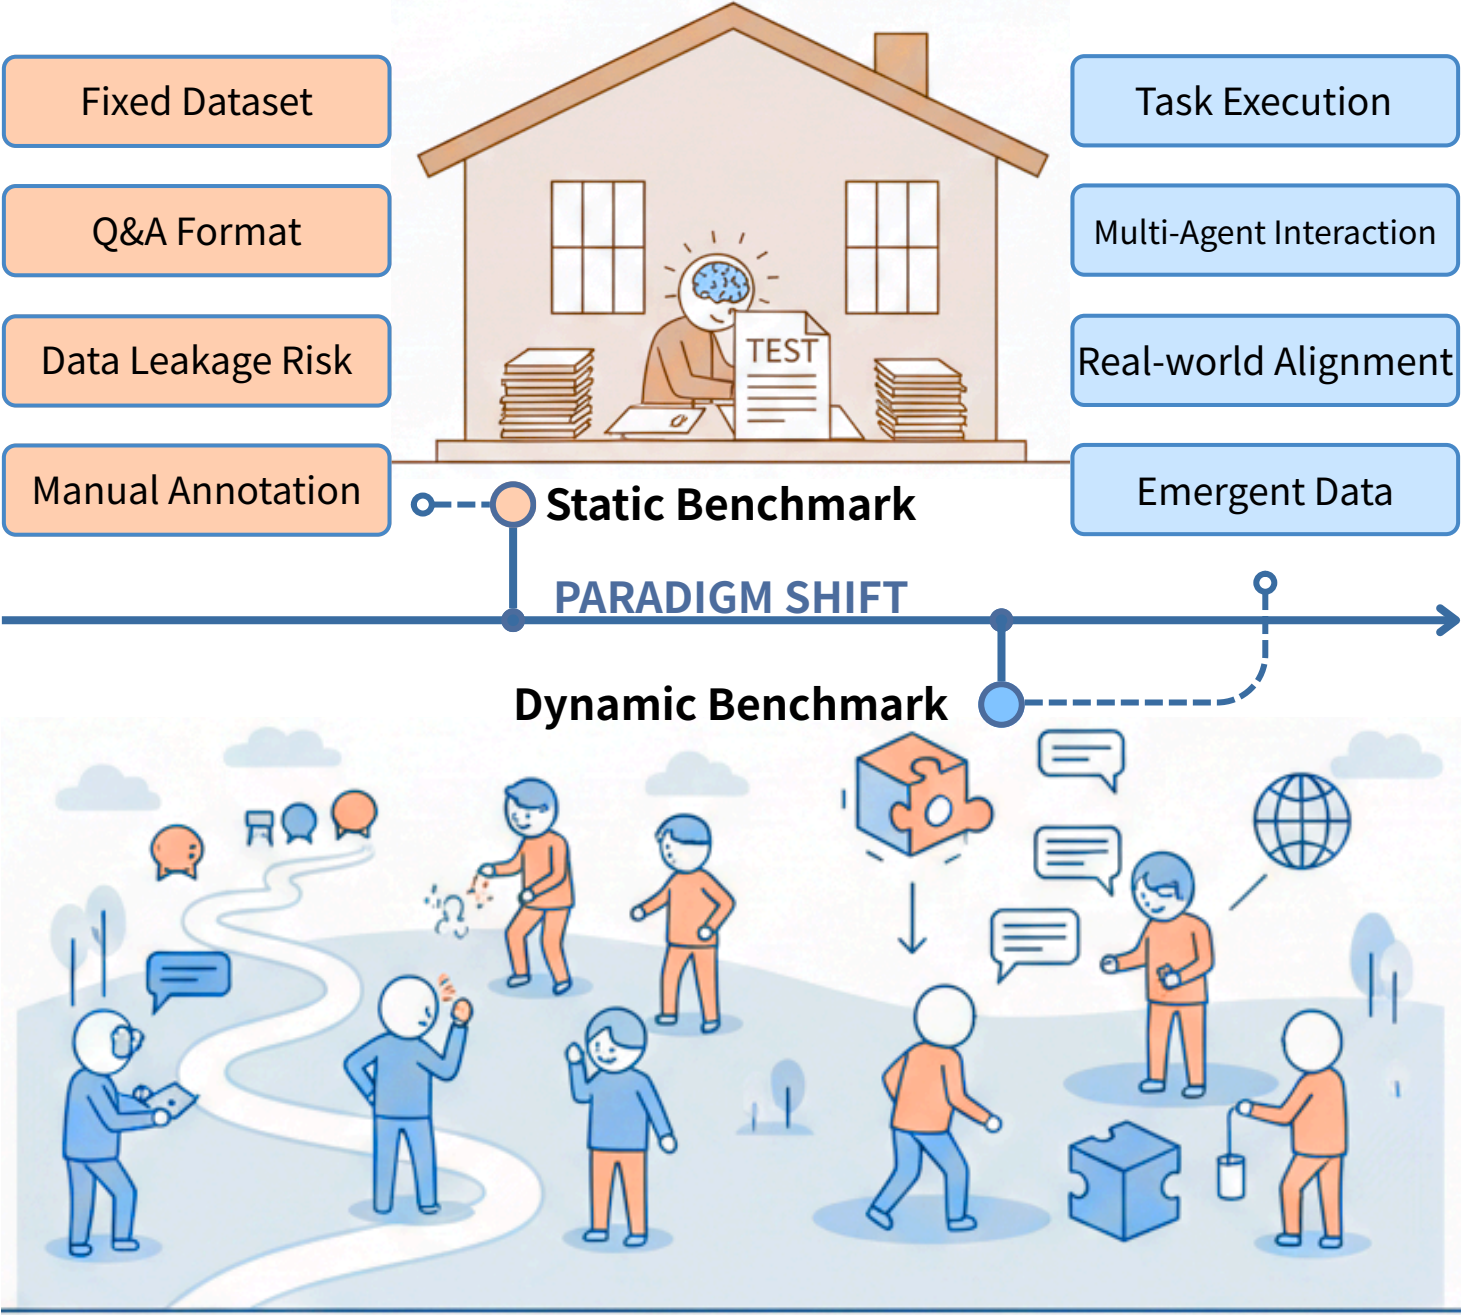 Fixed Dataset
Q&A Format
Data Leakage Risk
Manual Annotation
TEST
Task Execution
Multi-Agent Interaction
Real-world Alignment
Emergent Data
Static Benchmark
PARADIGM SHIFT
Dynamic Benchmark